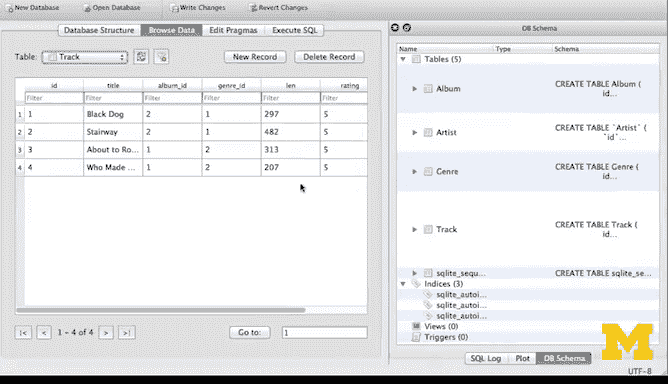 New Database Open Database Write Changes Revert Changes
Database Structure Browse Data Edit Pragmas Execute SQL
Table: Track New Record Delete Record
id title album_id genre_id len rating
Filter Filter Filter Filter Filter Filter
1 1 Black Dog 2 1 297 5
2 2 Stairway 2 1 482 5
3 3 About to Ro... 1 2 313 5
4 4 Who Made ... 1 2 207 5
|< < 1 - 4 of 4 > >| Go to: 1
DB Schema
Name Type Schema
Tables (5)
Album CREATE TABLE Album (
id...
Artist CREATE TABLE `Artist` (
`id`...
Genre CREATE TABLE Genre (
id...
Track CREATE TABLE Track (
id...
sqlite_sequ... CREATE TABLE sqlite_se...
Indices (3)
sqlite_autoi...
sqlite_autoi...
sqlite_autoi...
Views (0)
Triggers (0)
M
SQL Log Plot DB Schema
UTF-8